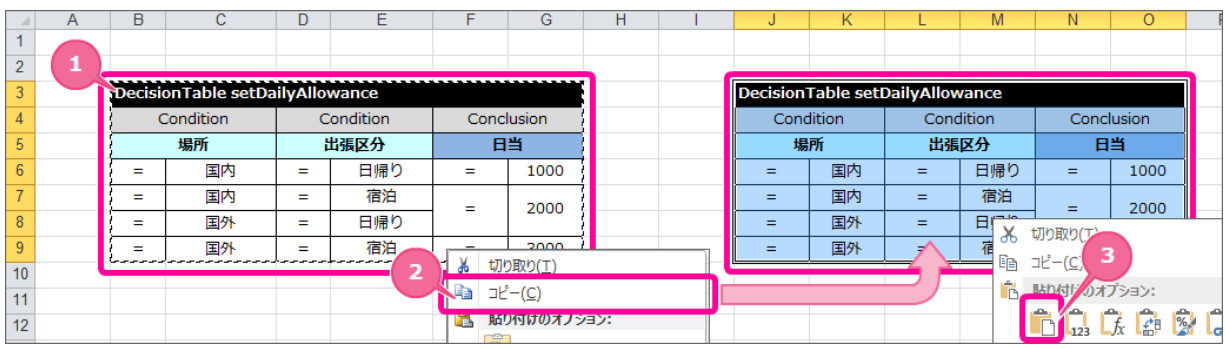 A B C D E F G H I J K L M N O
1
2
1
3 DecisionTable setDailyAllowance DecisionTable setDailyAllowance
4 Condition Condition Conclusion Condition Condition Conclusion
5 場所 出張区分 日当 場所 出張区分 日当
6 = 国内 = 日帰り = 1000 = 国内 = 日帰り = 1000
7 = 国内 = 宿泊 = 2000 = 国内 = 宿泊 = 2000
8 = 国外 = 日帰り = 国外 =
9 = 国外 = 宿泊 = 3000 = 国外 =
10
11
12
2
切り取り(T)
コピー(C)
貼り付けのオプション:
3
切り取り(T)
コピー(C)
貼り付けのオプション:
123 fx %